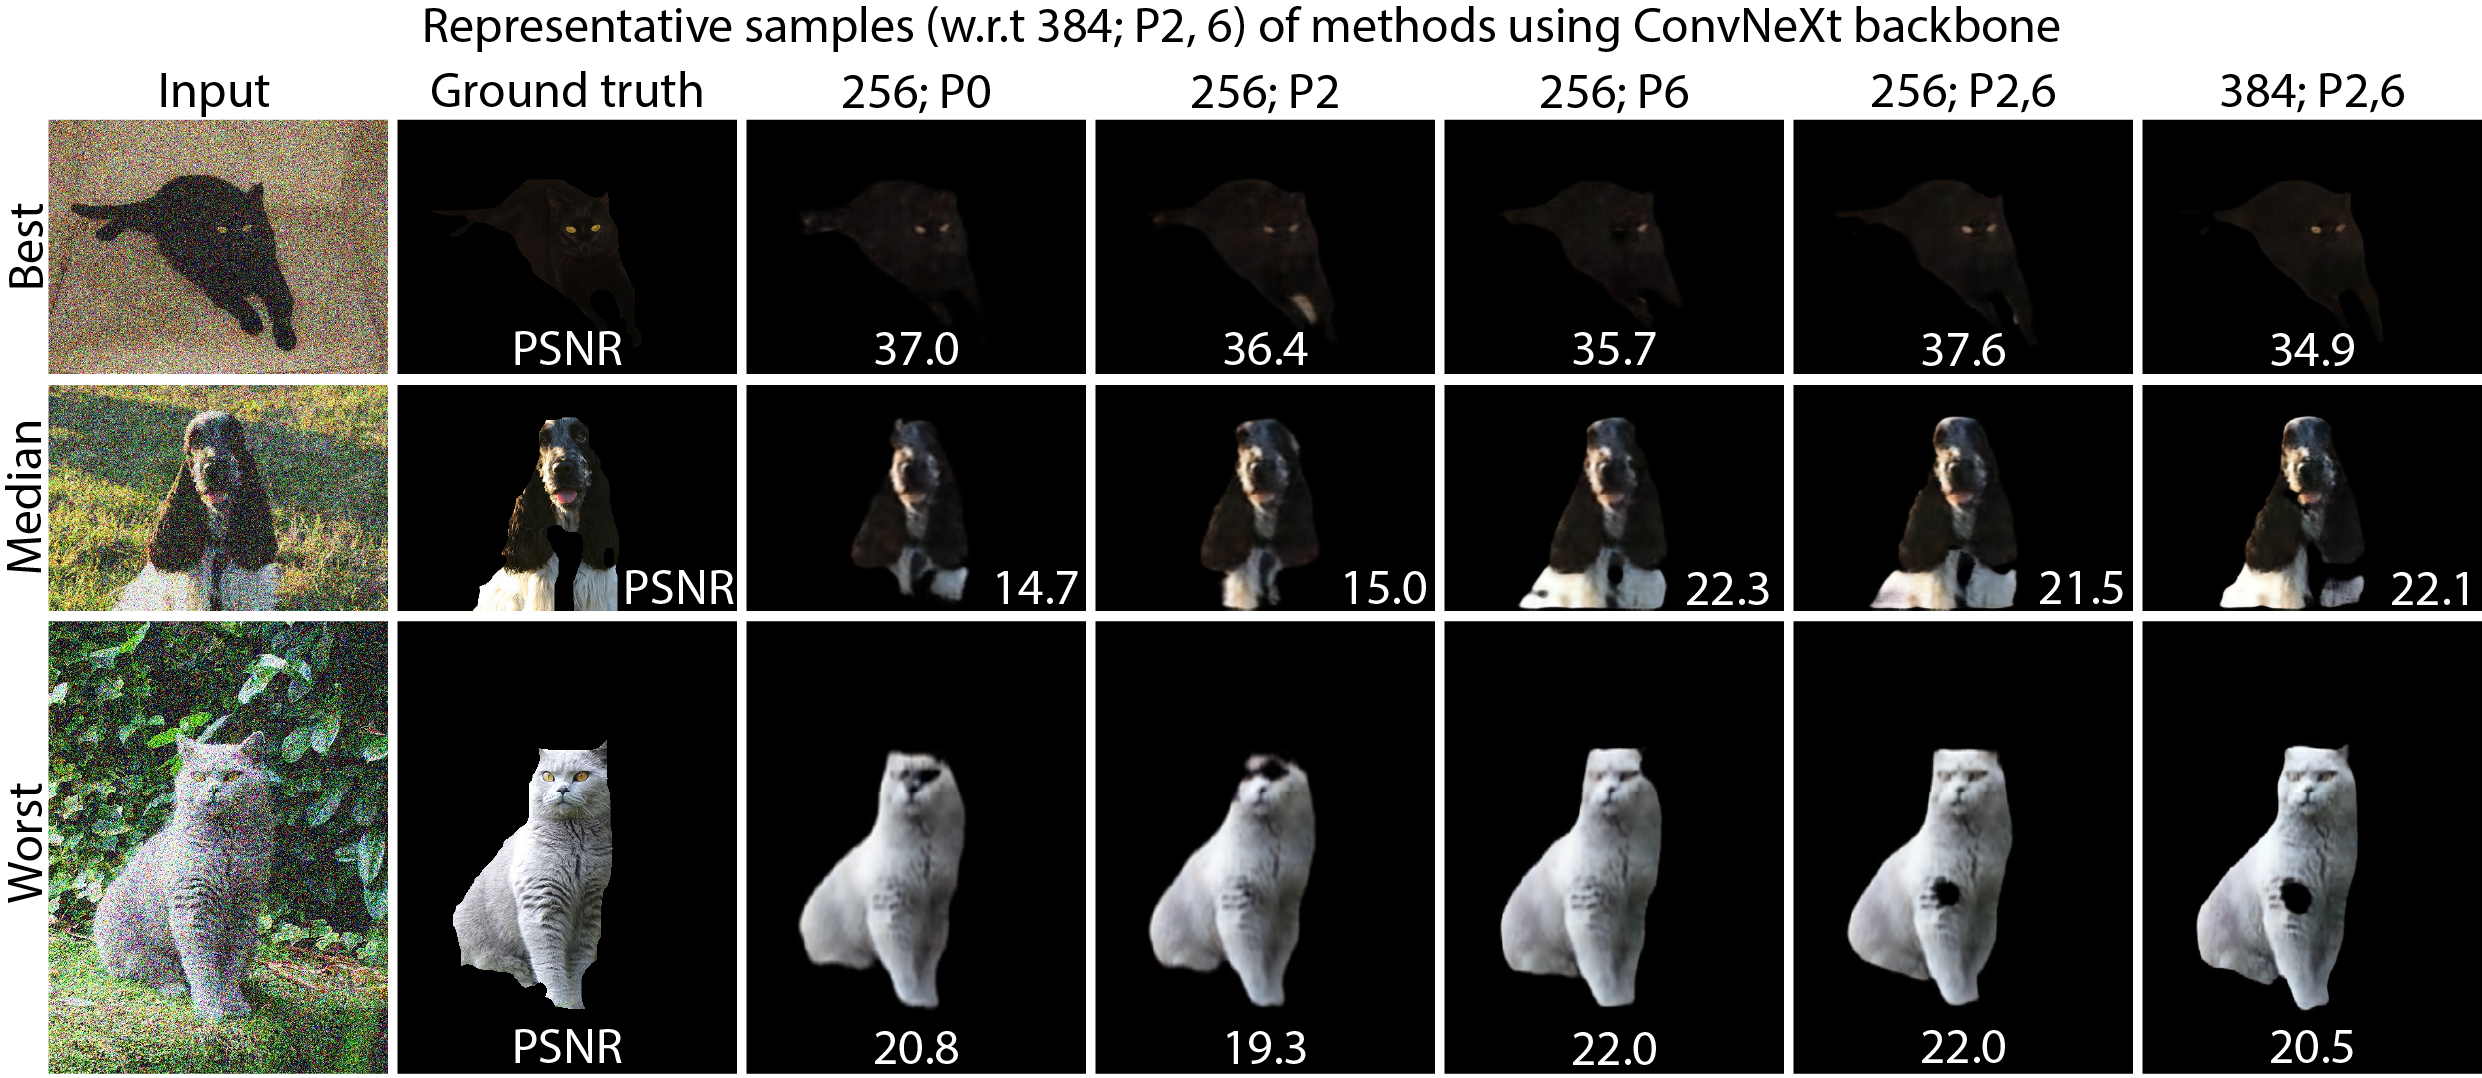 Representative samples (w.r.t 384; P2, 6) of methods using ConvNeXt backbone
Input Ground truth 256; P0 256; P2 256; P6 256; P2,6 384; P2,6
Best PSNR 37.0 36.4 35.7 37.6 34.9
Median PSNR 14.7 15.0 22.3 21.5 22.1
Worst PSNR 20.8 19.3 22.0 22.0 20.5